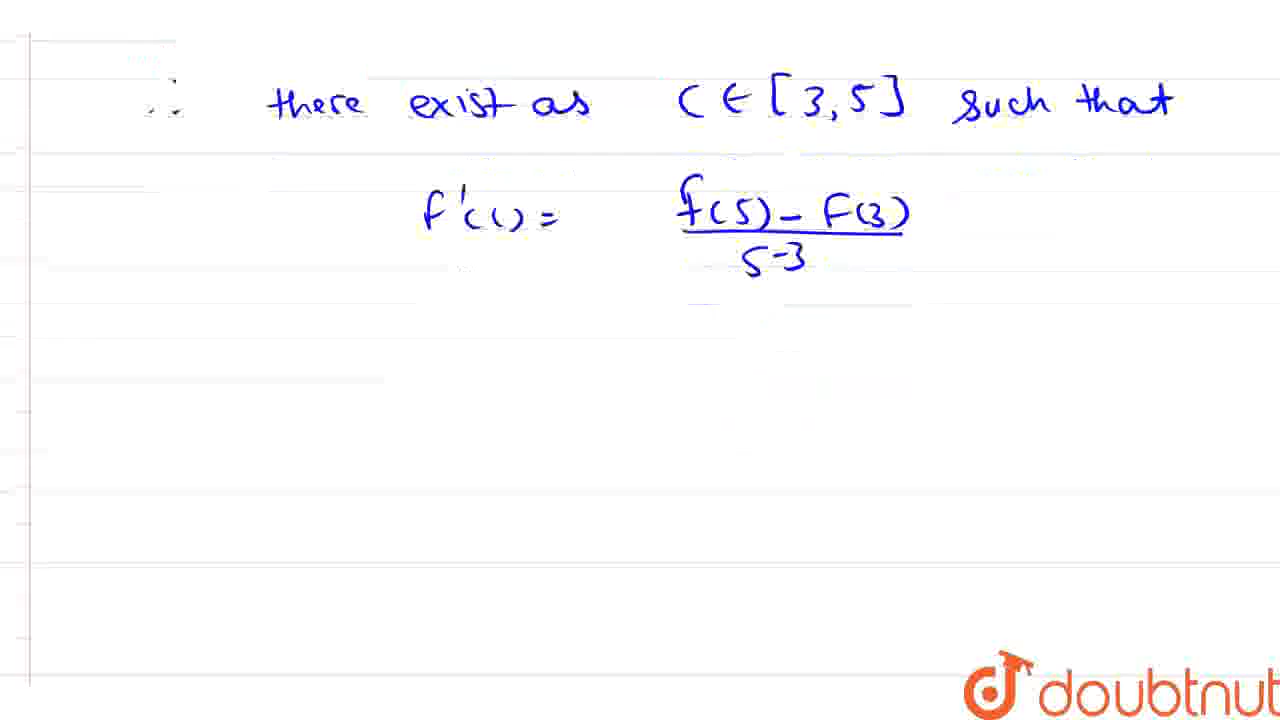 ∴ there exist as C ∈ [3,5] such that
f'(c) = f(5) - f(3)
5-3
doubtnut